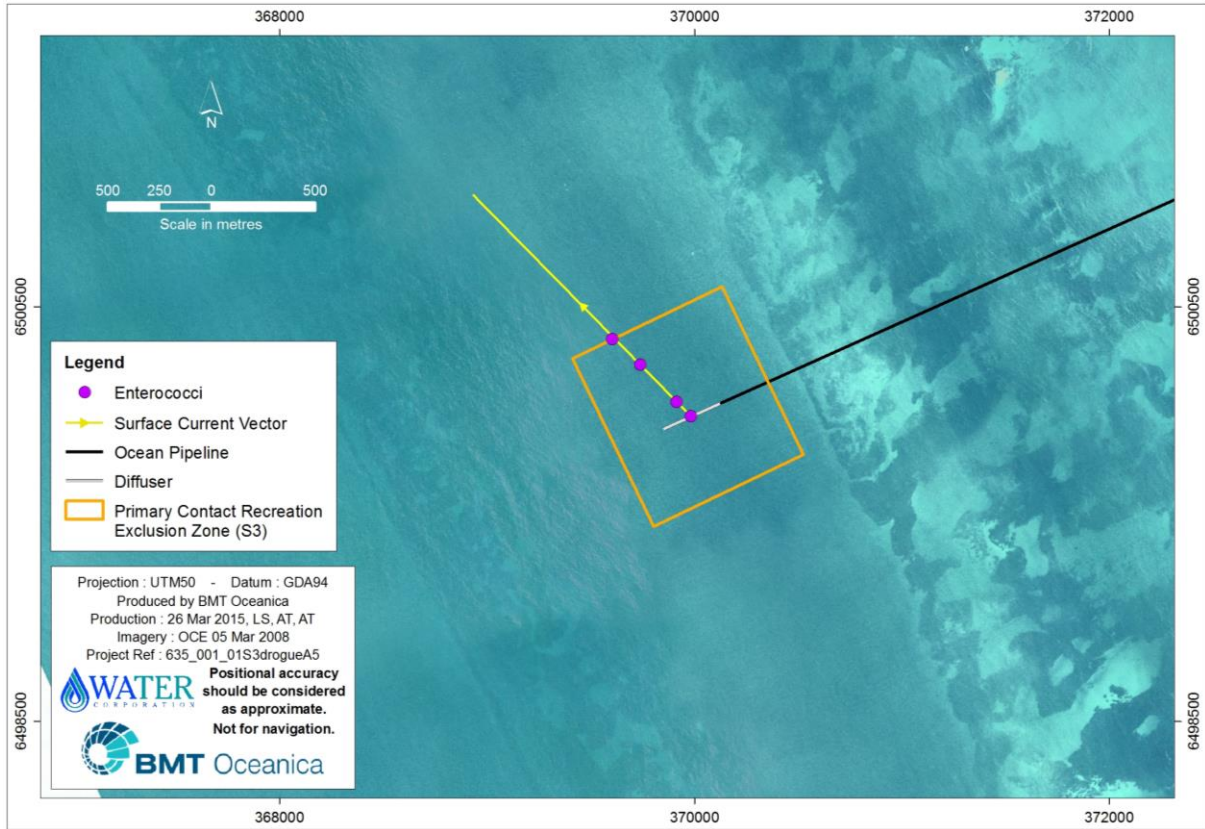 368000 370000 372000
N
500 250 0 500
Scale in metres
6500500 6500500
Legend
Enterococci
Surface Current Vector
Ocean Pipeline
Diffuser
Primary Contact Recreation
Exclusion Zone (S3)
Projection : UTM50 - Datum : GDA94
Produced by BMT Oceanica
Production : 26 Mar 2015, LS, AT, AT
Imagery : OCE 05 Mar 2008
Project Ref : 635_001_01S3drogueA5
WATER
CORPORATION
Positional accuracy
should be considered
as approximate.
Not for navigation.
BMT Oceanica
6498500 6498500
368000 370000 372000